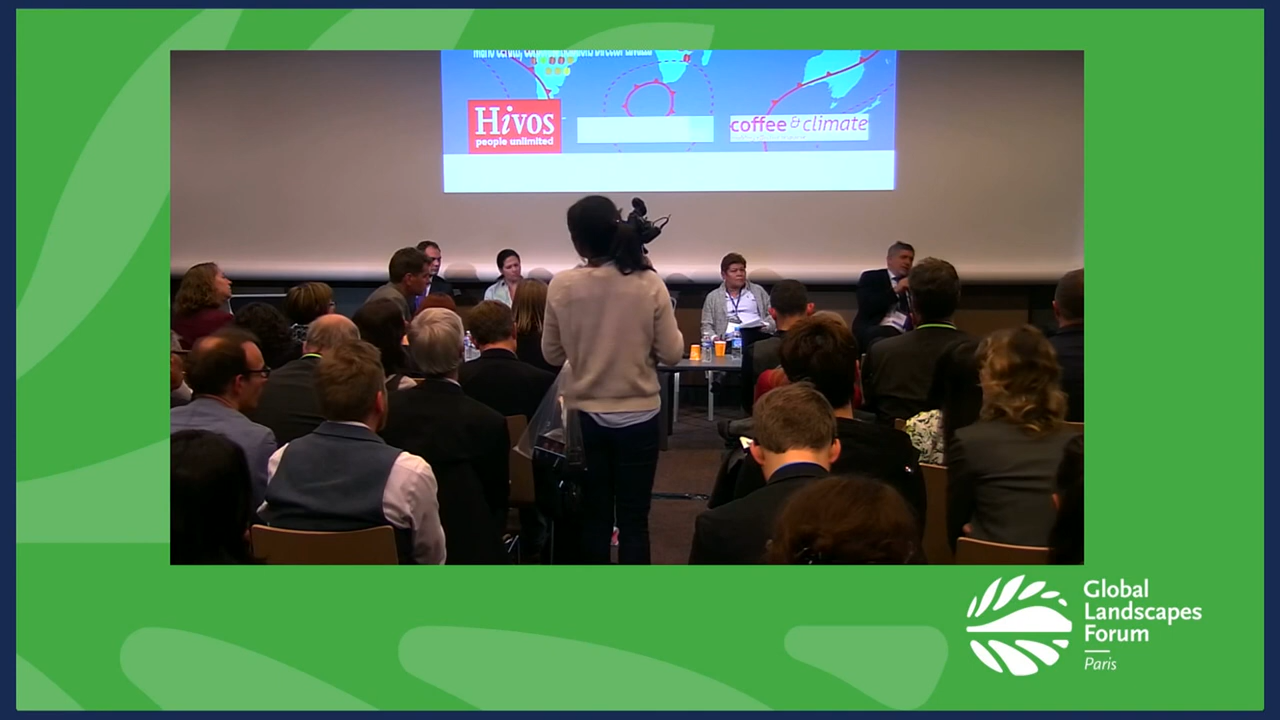 Hivos
people unlimited
coffee & climate
Global
Landscapes
Forum
Paris